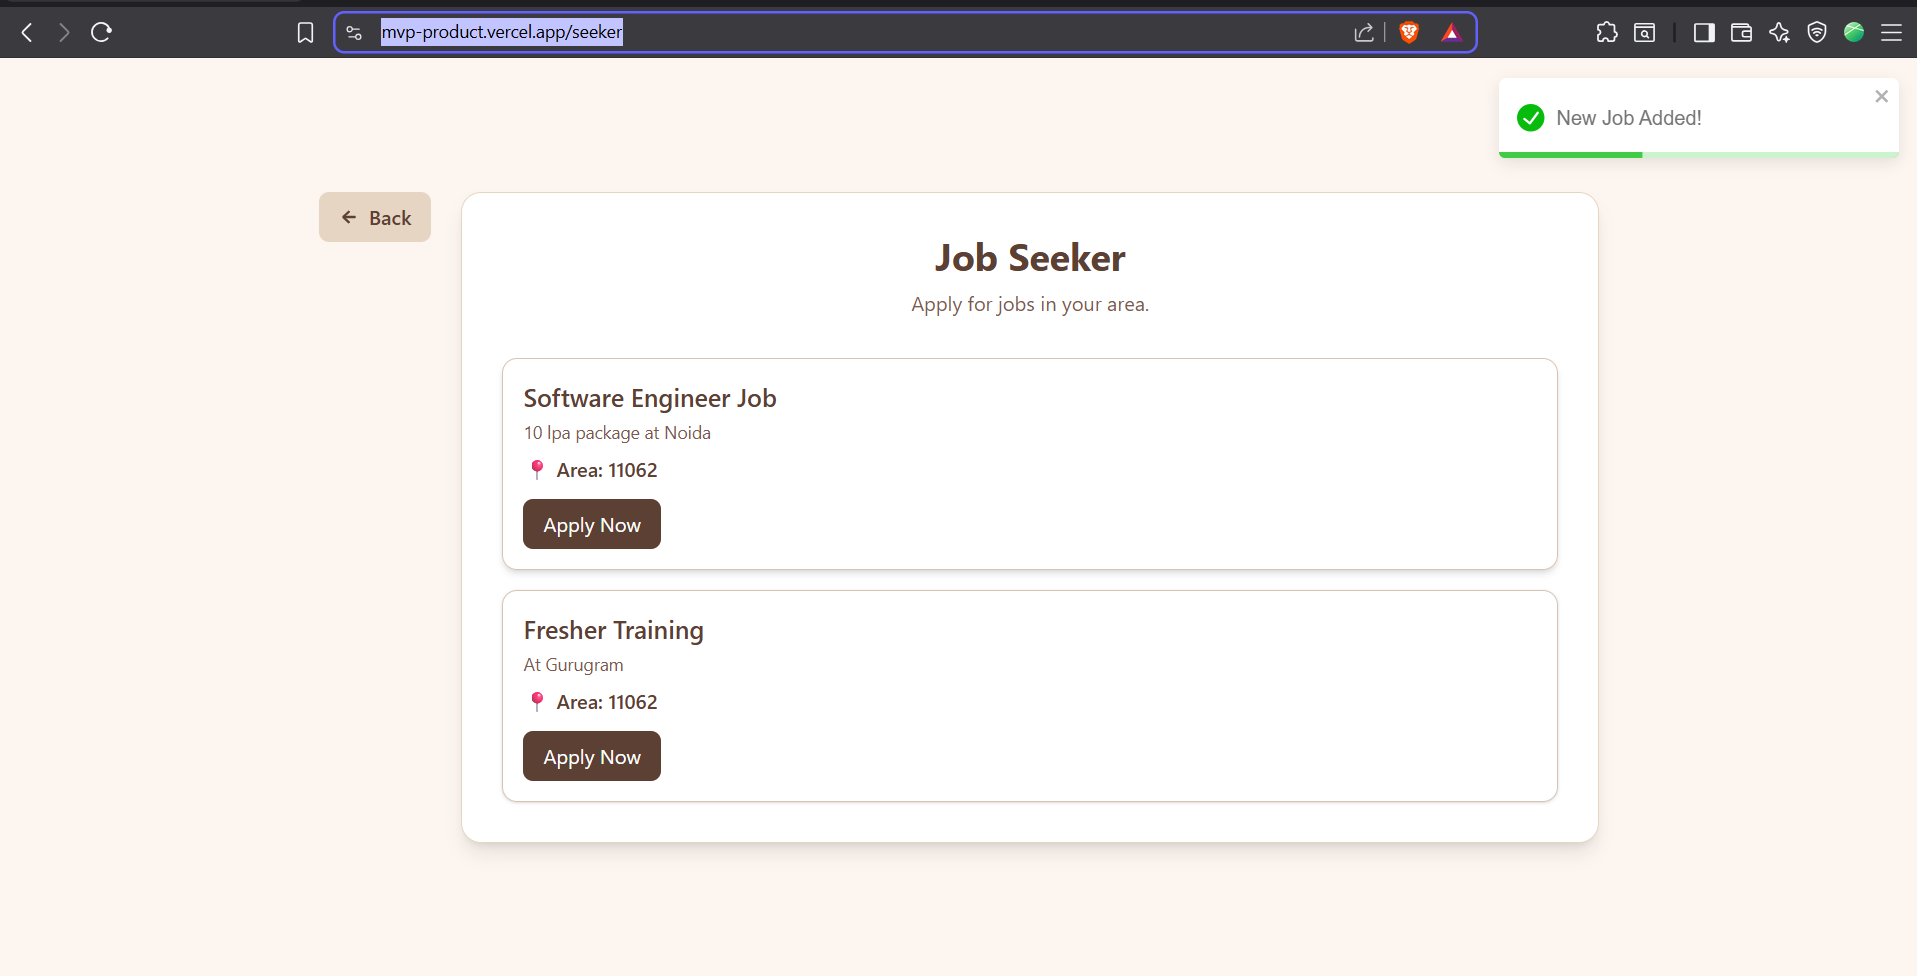 mvp-product.vercel.app/seeker
New Job Added!
Back
Job Seeker
Apply for jobs in your area.
Software Engineer Job
10 lpa package at Noida
Area: 11062
Apply Now
Fresher Training
At Gurugram
Area: 11062
Apply Now